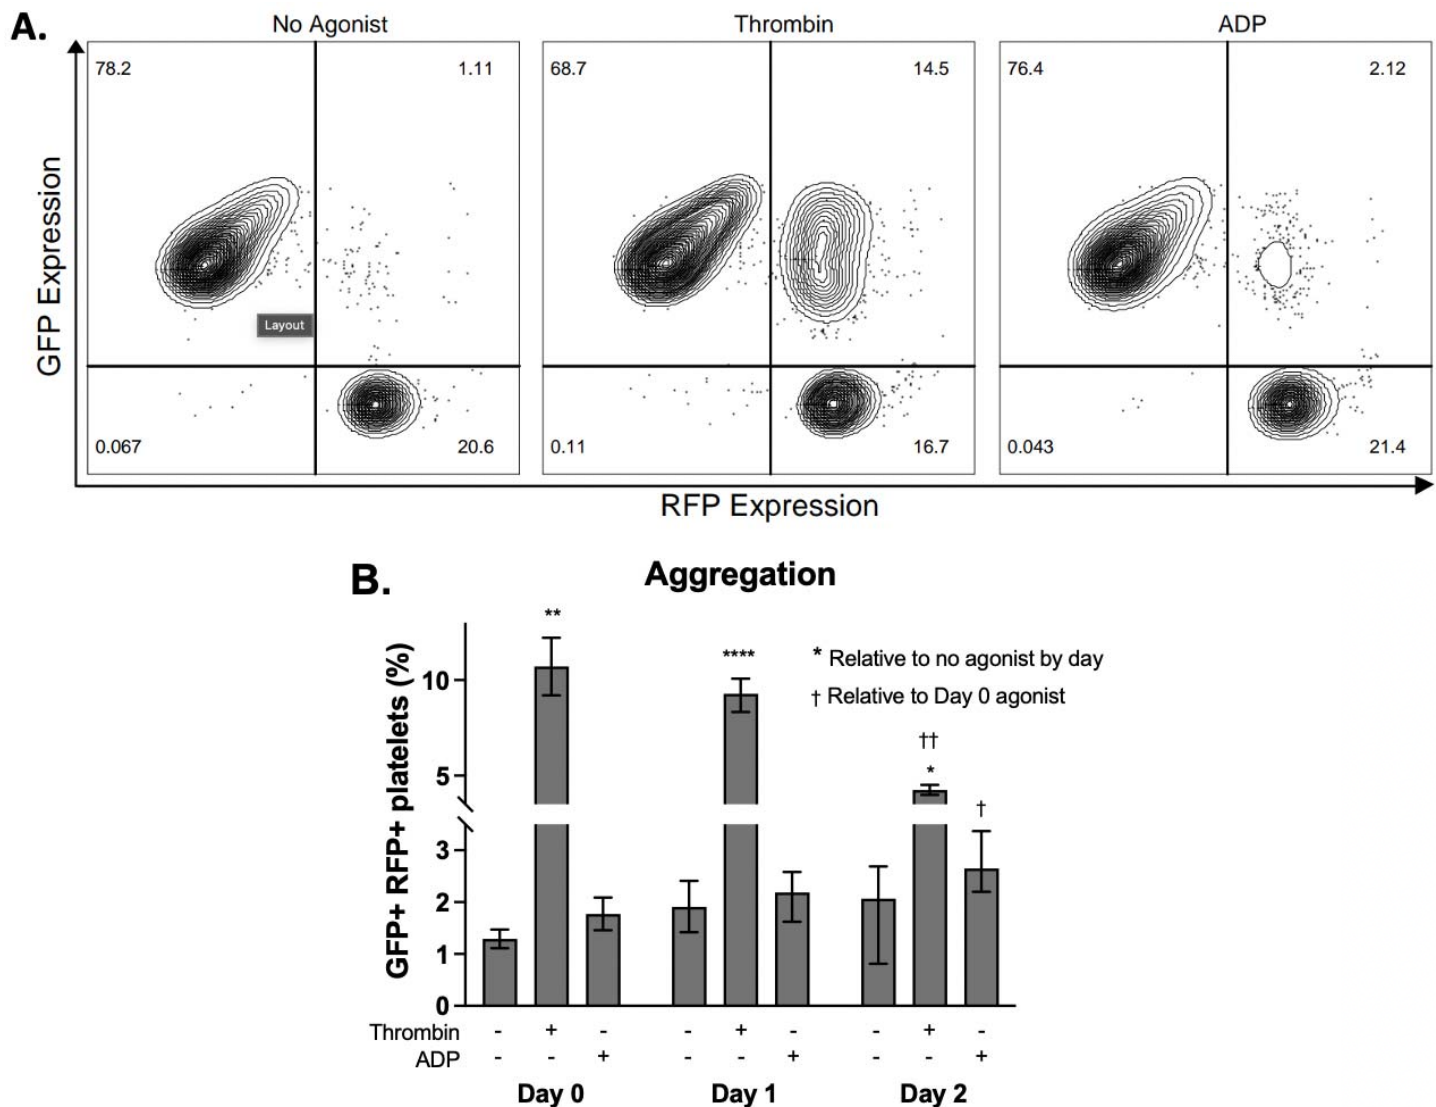 A.
No Agonist
Thrombin
ADP
78.2
1.11
68.7
14.5
76.4
2.12
GFP Expression
Layout
0.067
20.6
0.11
16.7
0.043
21.4
RFP Expression
B.
Aggregation
GFP+ RFP+ platelets (%)
**
****
* Relative to no agonist by day
† Relative to Day 0 agonist
††
*
†
10
5
3
2
1
0
Thrombin - + - - + - - + -
ADP - - + - - + - - +
Day 0 Day 1 Day 2